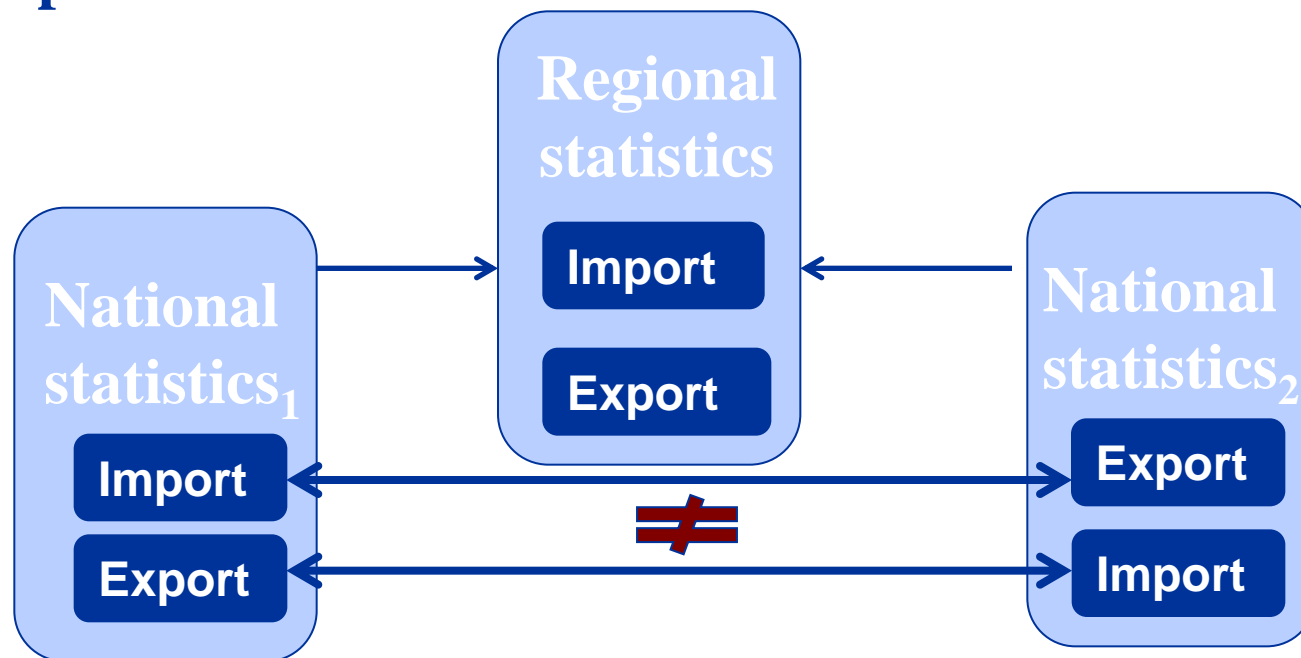 Regional
statistics
Import
Export
National
statistics₁
Import
Export
National
statistics₂
Export
Import
≠